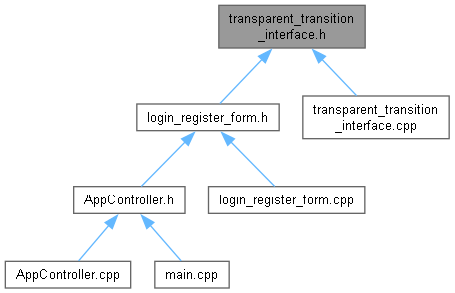 transparent_transition
_interface.h
login_register_form.h
transparent_transition
_interface.cpp
AppController.h
login_register_form.cpp
AppController.cpp
main.cpp